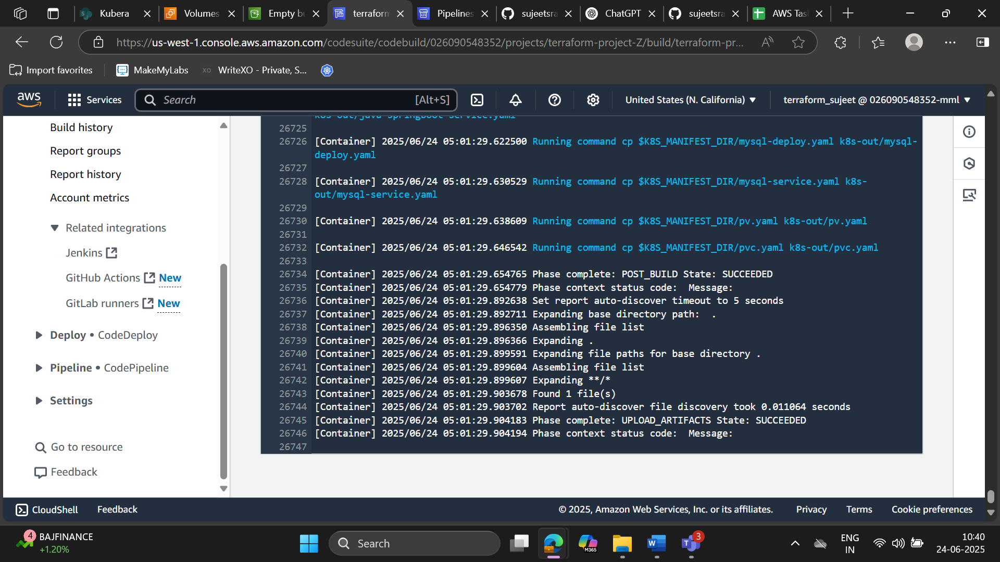 Kubera
Volumes
Empty bu
terraform
Pipelines
sujeetsra
ChatGPT
sujeetsra
AWS Tas
https://us-west-1.console.aws.amazon.com/codesuite/codebuild/026090548352/projects/terraform-project-Z/build/terraform-pr...
Import favorites
MakeMyLabs
XO WriteXO - Private, S...
aws
Services
Search
[Alt+S]
United States (N. California)
terraform_sujeet @ 026090548352-mml
Build history
Report groups
Report history
Account metrics
Related integrations
Jenkins
GitHub Actions New
GitLab runners New
Deploy • CodeDeploy
Pipeline • CodePipeline
Settings
Go to resource
Feedback
k8s-out/java-springboot-service.yaml
26725
26726 [Container] 2025/06/24 05:01:29.622500 Running command cp $K8S_MANIFEST_DIR/mysql-deploy.yaml k8s-out/mysql-
deploy.yaml
26727
26728 [Container] 2025/06/24 05:01:29.630529 Running command cp $K8S_MANIFEST_DIR/mysql-service.yaml k8s-
out/mysql-service.yaml
26729
26730 [Container] 2025/06/24 05:01:29.638609 Running command cp $K8S_MANIFEST_DIR/pv.yaml k8s-out/pv.yaml
26731
26732 [Container] 2025/06/24 05:01:29.646542 Running command cp $K8S_MANIFEST_DIR/pvc.yaml k8s-out/pvc.yaml
26733
26734 [Container] 2025/06/24 05:01:29.654765 Phase complete: POST_BUILD State: SUCCEEDED
26735 [Container] 2025/06/24 05:01:29.654779 Phase context status code:  Message:
26736 [Container] 2025/06/24 05:01:29.892638 Set report auto-discover timeout to 5 seconds
26737 [Container] 2025/06/24 05:01:29.892711 Expanding base directory path:  .
26738 [Container] 2025/06/24 05:01:29.896350 Assembling file list
26739 [Container] 2025/06/24 05:01:29.896366 Expanding .
26740 [Container] 2025/06/24 05:01:29.899591 Expanding file paths for base directory .
26741 [Container] 2025/06/24 05:01:29.899604 Assembling file list
26742 [Container] 2025/06/24 05:01:29.899607 Expanding **/*
26743 [Container] 2025/06/24 05:01:29.903678 Found 1 file(s)
26744 [Container] 2025/06/24 05:01:29.903702 Report auto-discover file discovery took 0.011064 seconds
26745 [Container] 2025/06/24 05:01:29.904183 Phase complete: UPLOAD_ARTIFACTS State: SUCCEEDED
26746 [Container] 2025/06/24 05:01:29.904194 Phase context status code:  Message:
26747
CloudShell
Feedback
© 2025, Amazon Web Services, Inc. or its affiliates.
Privacy
Terms
Cookie preferences
4
BAJFINANCE
+1.20%
Search
M365
W
T
3
ENG
IN
10:40
24-06-2025